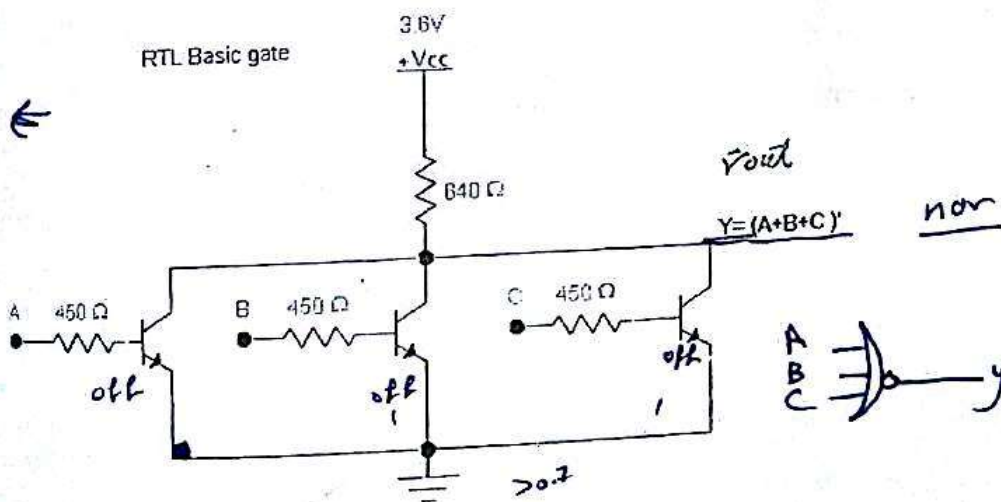 3.6V
RTL Basic gate
+Vcc
640 Ω
Vout
Y=(A+B+C)'
nor
A
450 Ω
B
450 Ω
C
450 Ω
off
off
off
A
B
C
y
>0.7